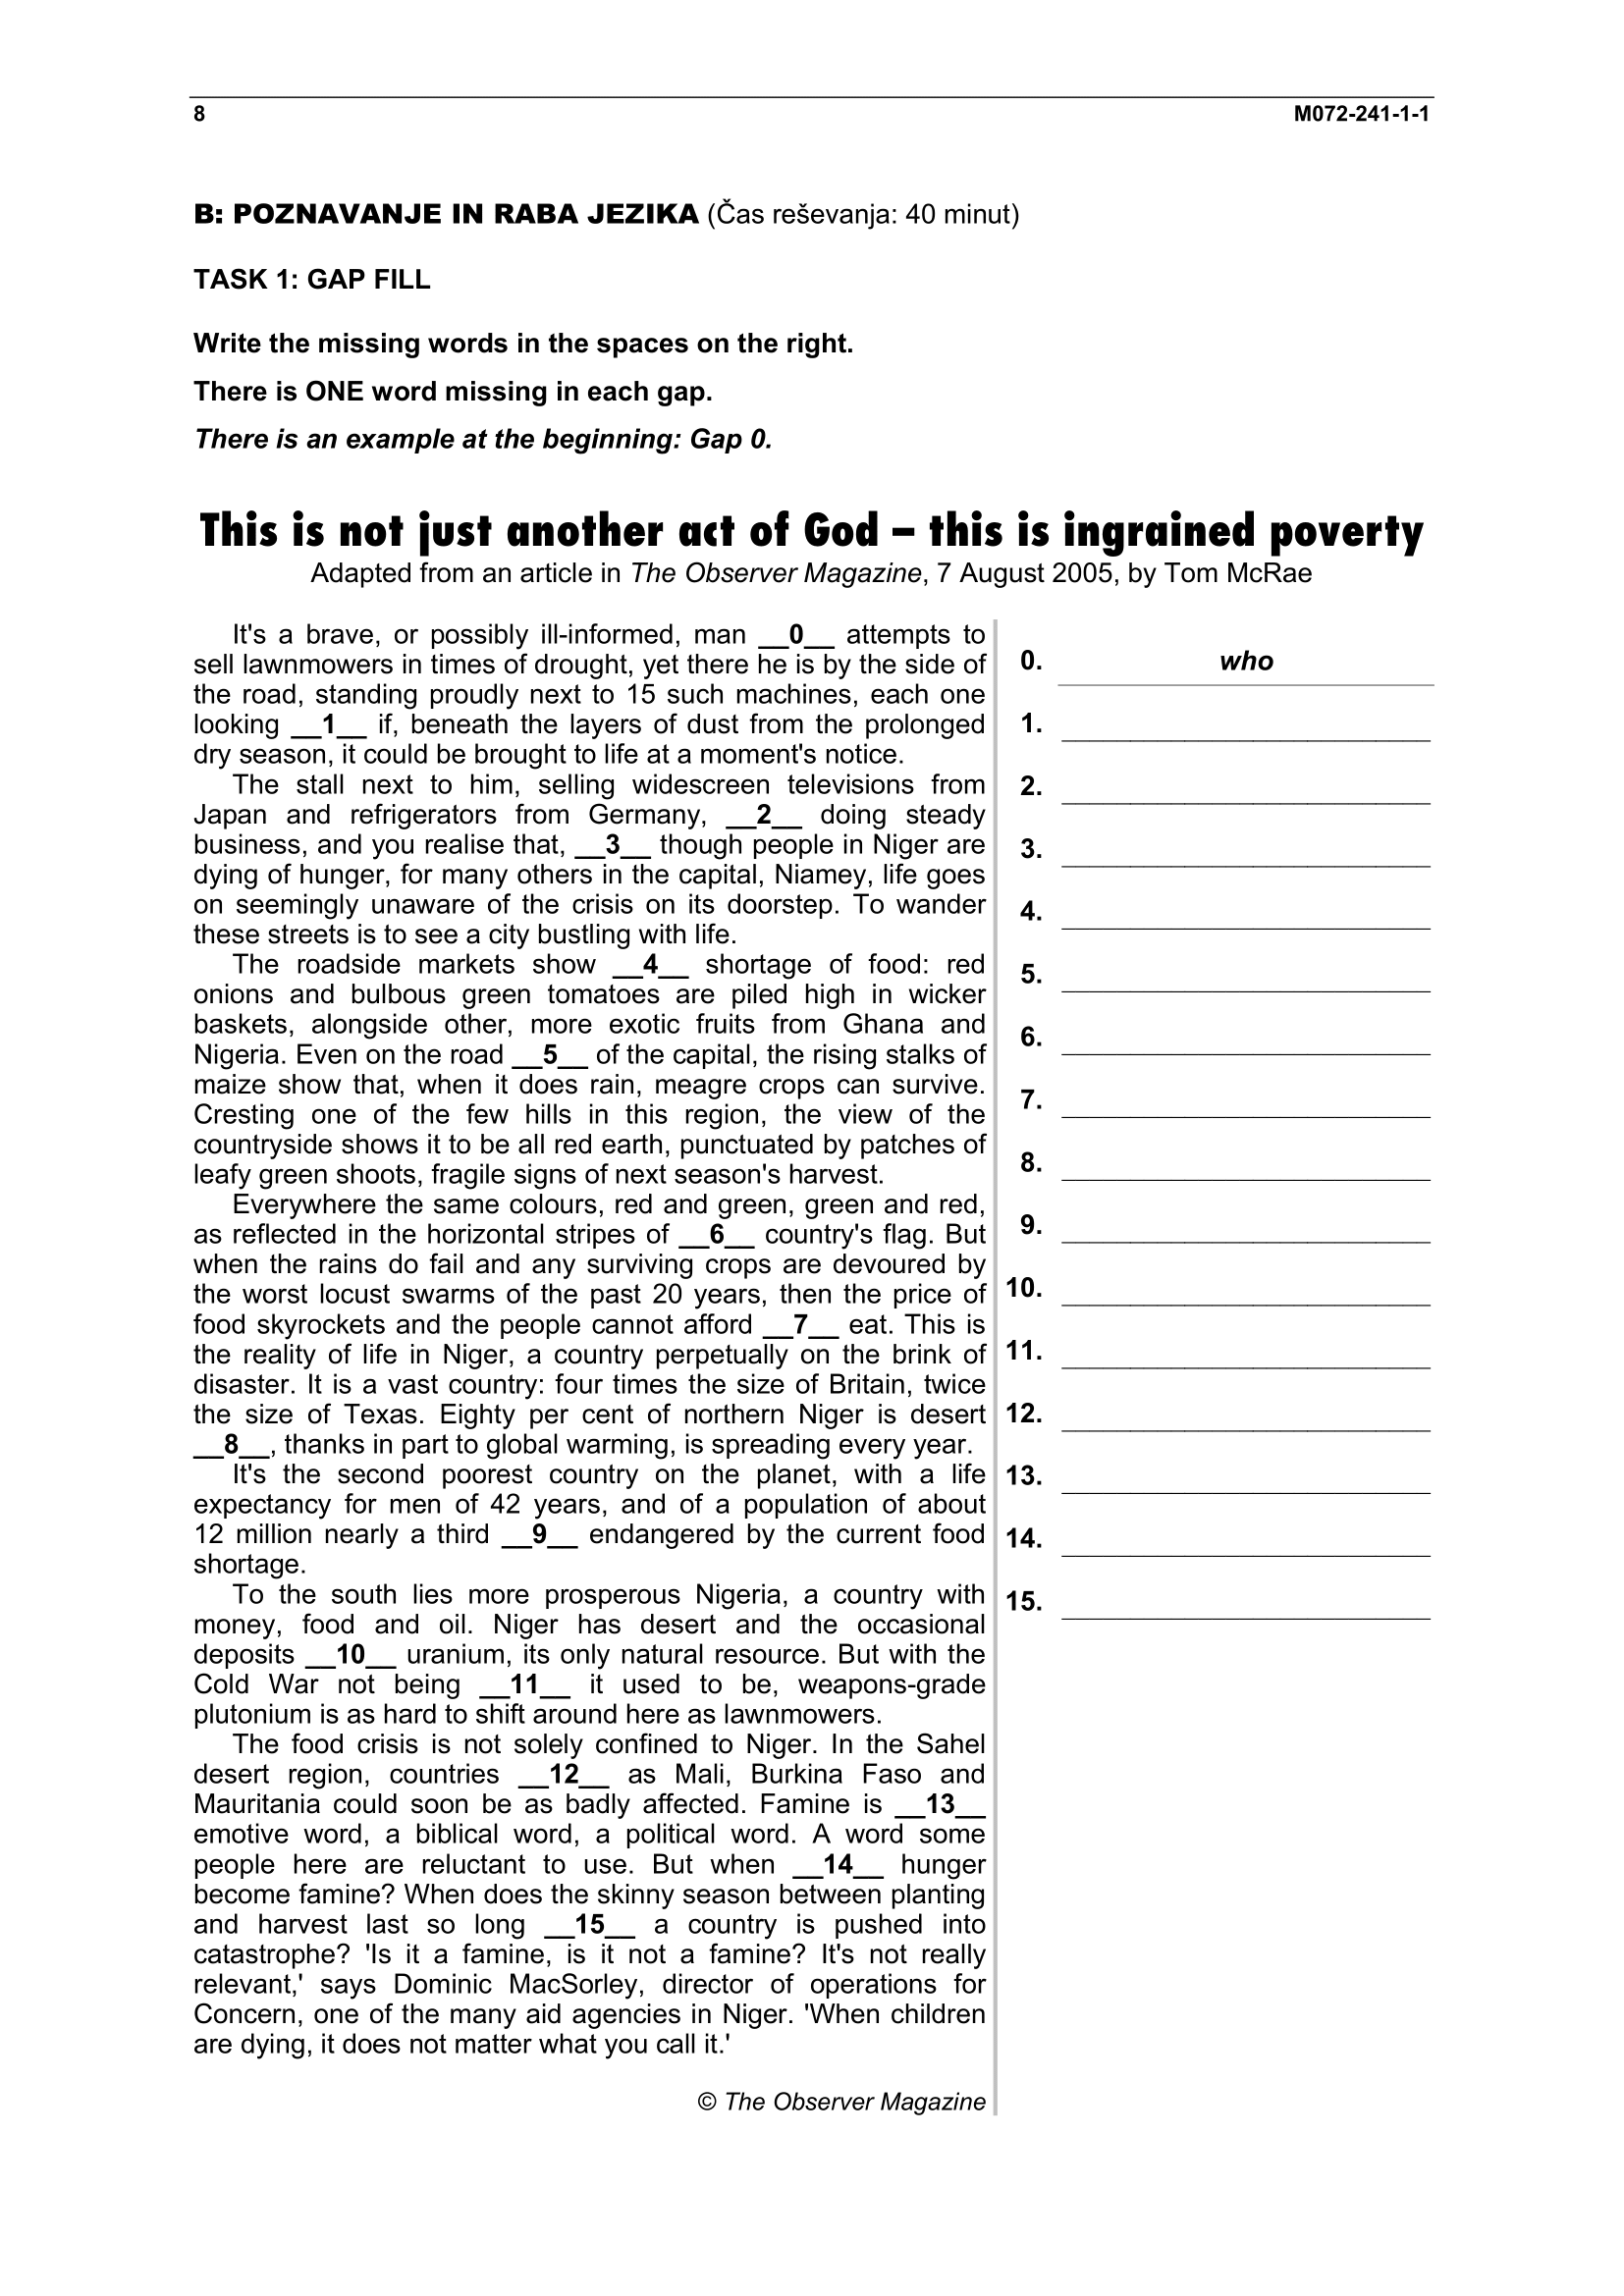 8 M072-241-1-1
B: POZNAVANJE IN RABA JEZIKA (Čas reševanja: 40 minut)
TASK 1: GAP FILL
Write the missing words in the spaces on the right.
There is ONE word missing in each gap.
There is an example at the beginning: Gap 0.
This is not just another act of God – this is ingrained poverty
Adapted from an article in The Observer Magazine, 7 August 2005, by Tom McRae
It's a brave, or possibly ill-informed, man __0__ attempts to
sell lawnmowers in times of drought, yet there he is by the side of
the road, standing proudly next to 15 such machines, each one
looking __1__ if, beneath the layers of dust from the prolonged
dry season, it could be brought to life at a moment's notice.
The stall next to him, selling widescreen televisions from
Japan and refrigerators from Germany, __2__ doing steady
business, and you realise that, __3__ though people in Niger are
dying of hunger, for many others in the capital, Niamey, life goes
on seemingly unaware of the crisis on its doorstep. To wander
these streets is to see a city bustling with life.
The roadside markets show __4__ shortage of food: red
onions and bulbous green tomatoes are piled high in wicker
baskets, alongside other, more exotic fruits from Ghana and
Nigeria. Even on the road __5__ of the capital, the rising stalks of
maize show that, when it does rain, meagre crops can survive.
Cresting one of the few hills in this region, the view of the
countryside shows it to be all red earth, punctuated by patches of
leafy green shoots, fragile signs of next season's harvest.
Everywhere the same colours, red and green, green and red,
as reflected in the horizontal stripes of __6__ country's flag. But
when the rains do fail and any surviving crops are devoured by
the worst locust swarms of the past 20 years, then the price of
food skyrockets and the people cannot afford __7__ eat. This is
the reality of life in Niger, a country perpetually on the brink of
disaster. It is a vast country: four times the size of Britain, twice
the size of Texas. Eighty per cent of northern Niger is desert
__8__, thanks in part to global warming, is spreading every year.
It's the second poorest country on the planet, with a life
expectancy for men of 42 years, and of a population of about
12 million nearly a third __9__ endangered by the current food
shortage.
To the south lies more prosperous Nigeria, a country with
money, food and oil. Niger has desert and the occasional
deposits __10__ uranium, its only natural resource. But with the
Cold War not being __11__ it used to be, weapons-grade
plutonium is as hard to shift around here as lawnmowers.
The food crisis is not solely confined to Niger. In the Sahel
desert region, countries __12__ as Mali, Burkina Faso and
Mauritania could soon be as badly affected. Famine is __13__
emotive word, a biblical word, a political word. A word some
people here are reluctant to use. But when __14__ hunger
become famine? When does the skinny season between planting
and harvest last so long __15__ a country is pushed into
catastrophe? 'Is it a famine, is it not a famine? It's not really
relevant,' says Dominic MacSorley, director of operations for
Concern, one of the many aid agencies in Niger. 'When children
are dying, it does not matter what you call it.'
© The Observer Magazine
0. who
1.
2.
3.
4.
5.
6.
7.
8.
9.
10.
11.
12.
13.
14.
15.